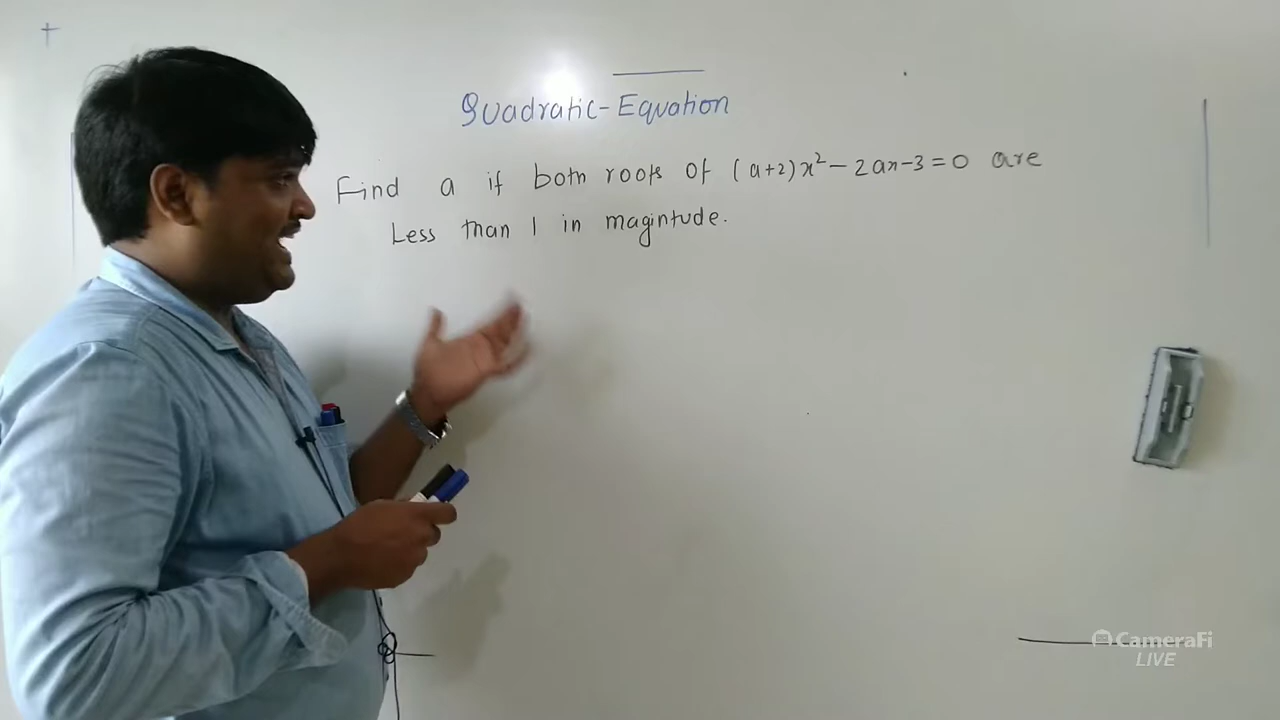 Quadratic-Equation
Find a if both roots of (a+2)x²-2ax-3=0 are
Less than 1 in magintude.
CameraFi
LIVE